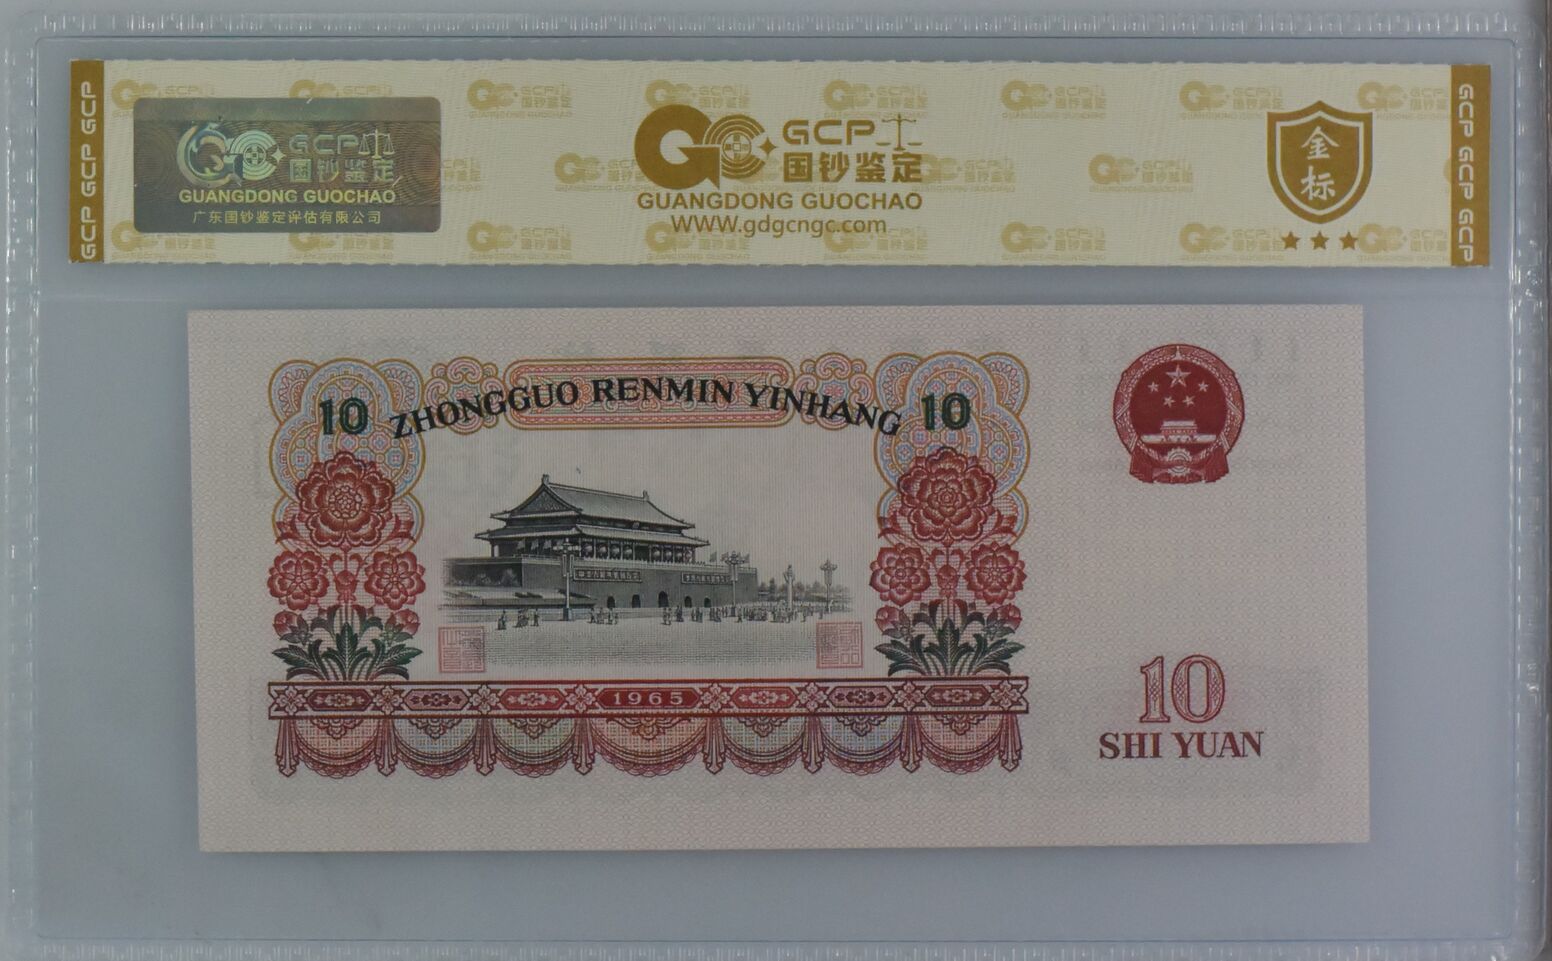 GCP GCP GCP
GCP
国钞鉴定
GUANGDONG GUOCHAO
广东国钞鉴定评估有限公司
GCP
国钞鉴定
GUANGDONG GUOCHAO
WWW.gdgcngc.com
金标
GCP GCP GCP
10 ZHONGGUO RENMIN YINHANG 10
1965
10
SHI YUAN